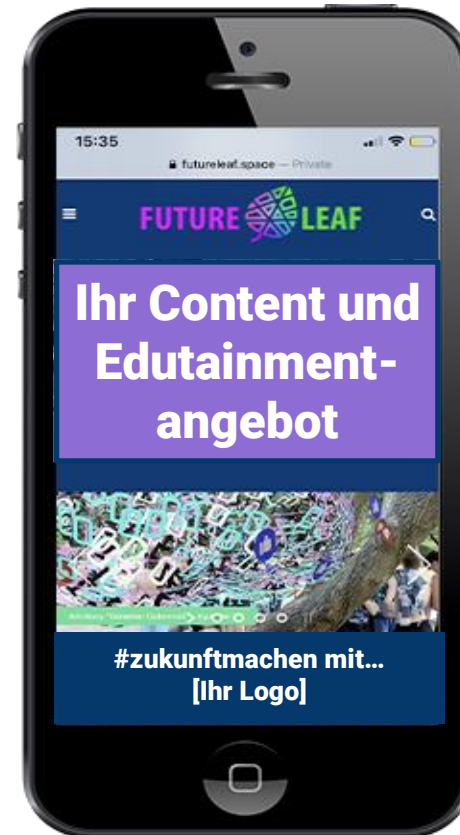 15:35
futureleaf.space — Private
FUTURE LEAF
Ihr Content und
Edutainment-
angebot
#zukunftmachen mit...
[Ihr Logo]